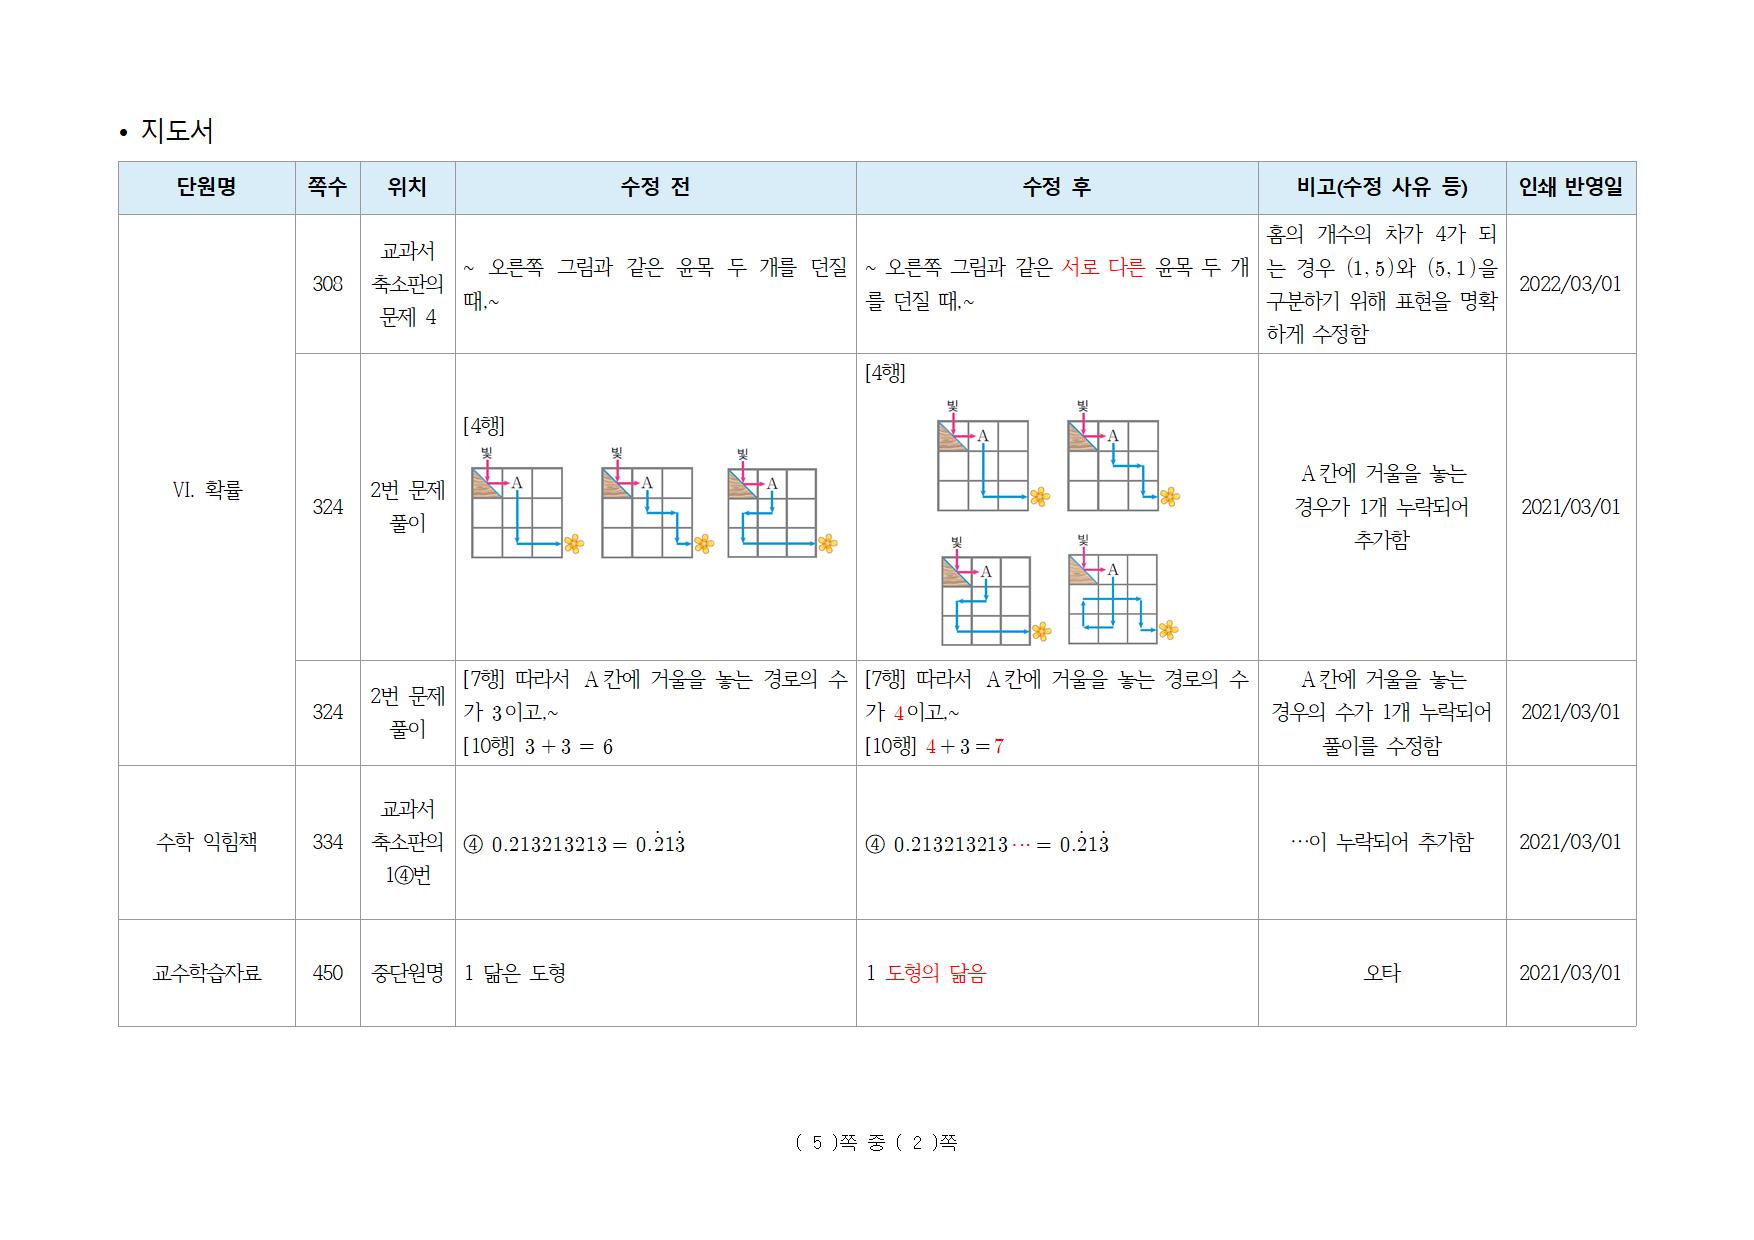 • 지도서
단원명 쪽수 위치 수정 전 수정 후 비고(수정 사유 등) 인쇄 반영일
VI. 확률
308
교과서
축소판의
문제 4
~ 오른쪽 그림과 같은 윷목 두 개를 던질
때,~
~ 오른쪽 그림과 같은 서로 다른 윷목 두 개
를 던질 때,~
홈의 개수의 차가 4가 되
는 경우 (1, 5)와 (5, 1)을
구분하기 위해 표현을 명확
하게 수정함
2022/03/01
324
2번 문제
풀이
[4행]
빛 빛 빛
A A A
[4행]
빛 빛
A A
빛 빛
A A
A칸에 거울을 놓는
경우가 1개 누락되어
추가함
2021/03/01
324
2번 문제
풀이
[7행] 따라서 A칸에 거울을 놓는 경로의 수
가 3이고,~
[10행] 3 + 3 = 6
[7행] 따라서 A칸에 거울을 놓는 경로의 수
가 4이고,~
[10행] 4 + 3 = 7
A칸에 거울을 놓는
경우의 수가 1개 누락되어
풀이를 수정함
2021/03/01
수학 익힘책
334
교과서
축소판의
1④번
④ 0.213213213 = 0.2̇13̇
④ 0.213213213⋯ = 0.2̇13̇
⋯이 누락되어 추가함
2021/03/01
교수학습자료
450
중단원명
1 닮은 도형
1 도형의 닮음
오타
2021/03/01
( 5 )쪽 중 ( 2 )쪽